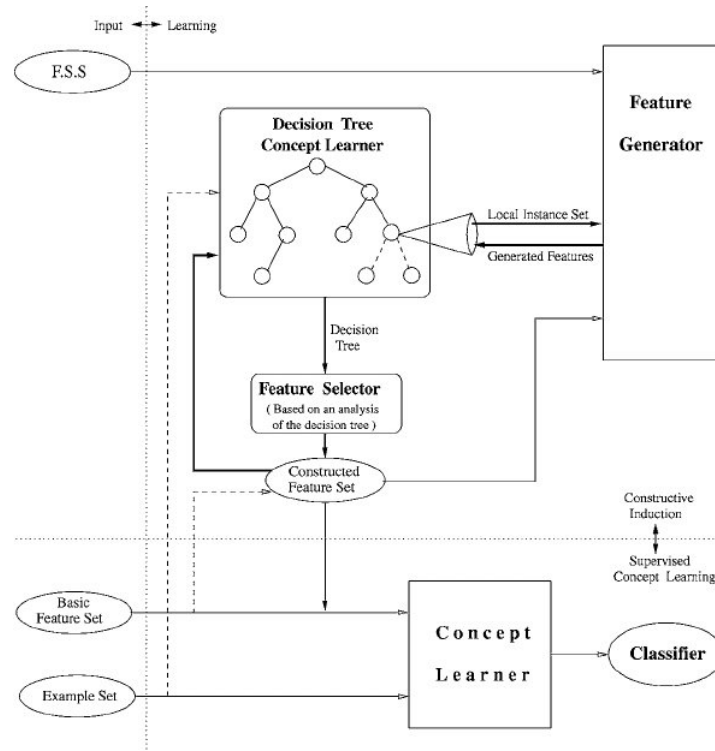 Input
Learning
F.S.S
Feature
Generator
Decision Tree
Concept Learner
Local Instance Set
Generated Features
Decision
Tree
Feature Selector
( Based on an analysis
of the decision tree )
Constructed
Feature Set
Constructive
Induction
Supervised
Concept Learning
Basic
Feature Set
Concept
Learner
Classifier
Example Set